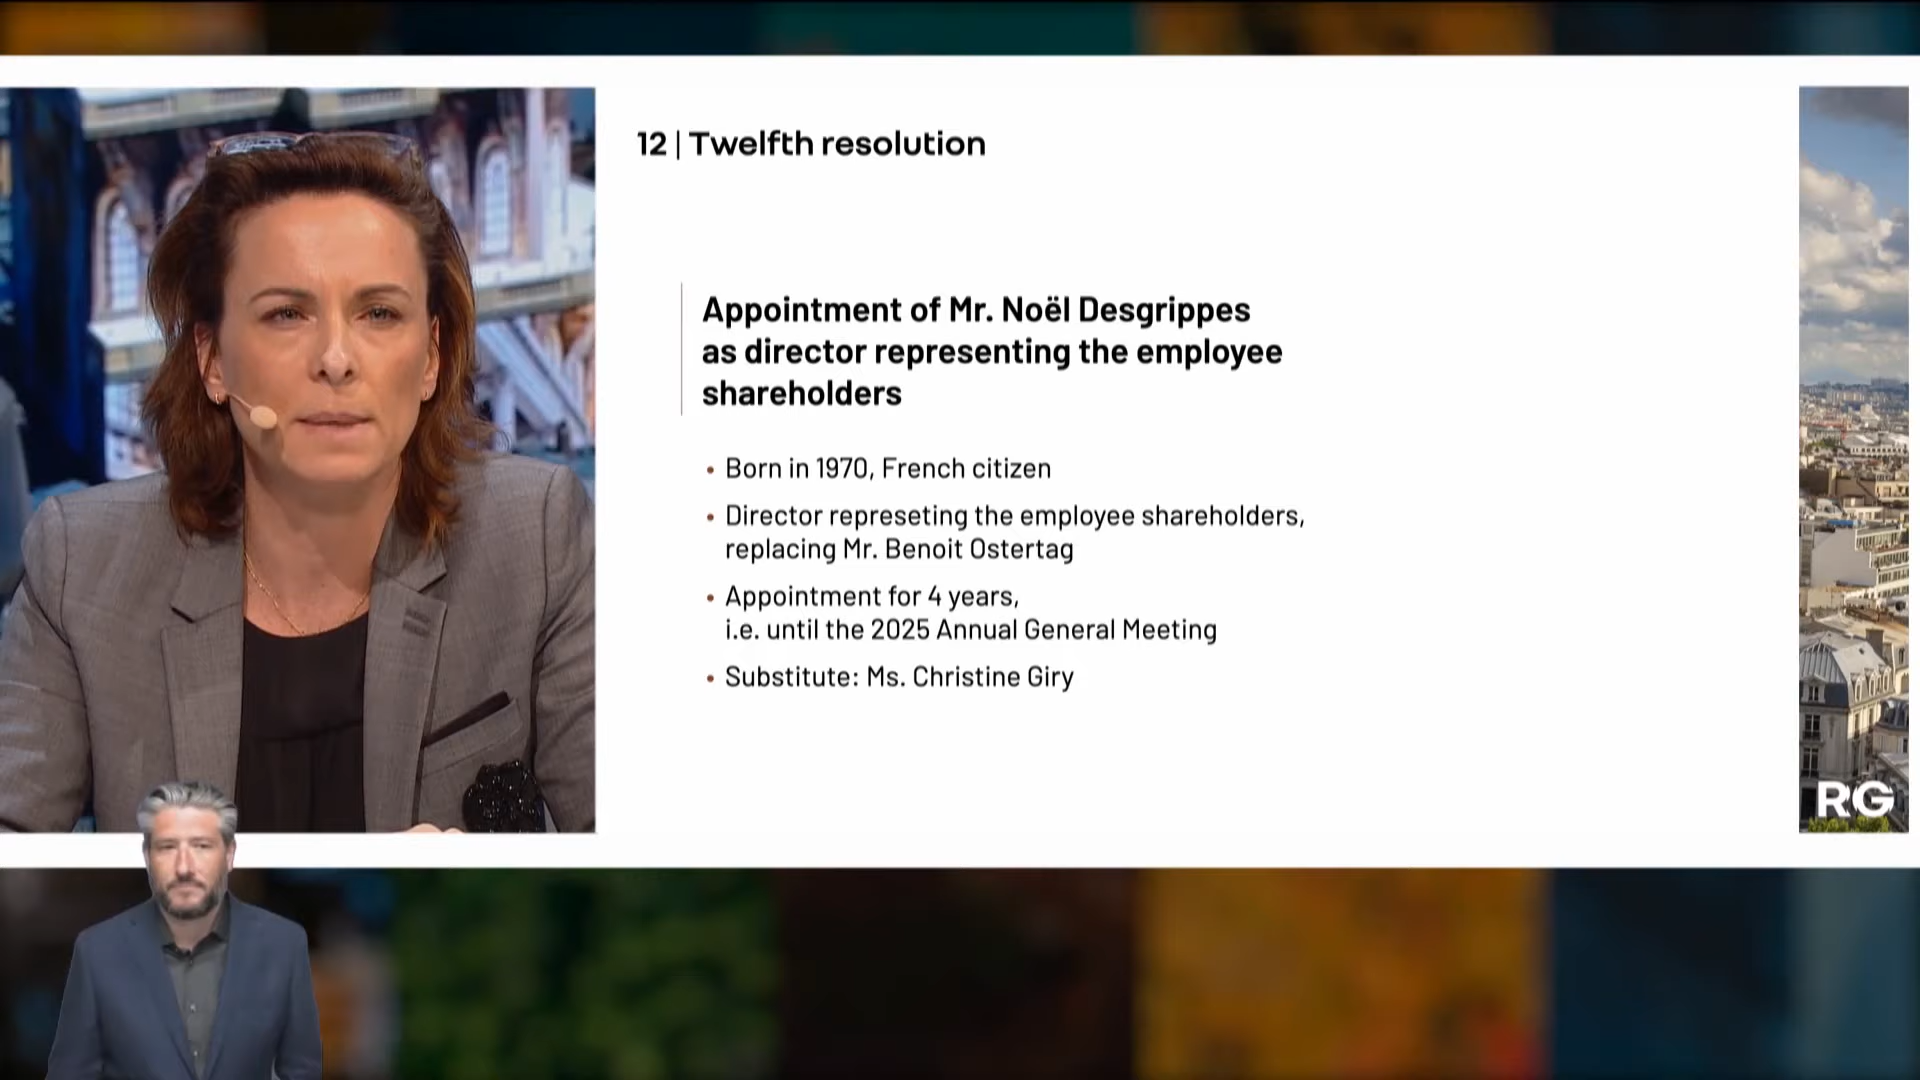 12 | Twelfth resolution
Appointment of Mr. Noël Desgrippes
as director representing the employee
shareholders
• Born in 1970, French citizen
• Director represeting the employee shareholders,
replacing Mr. Benoit Ostertag
• Appointment for 4 years,
i.e. until the 2025 Annual General Meeting
• Substitute: Ms. Christine Giry
RG